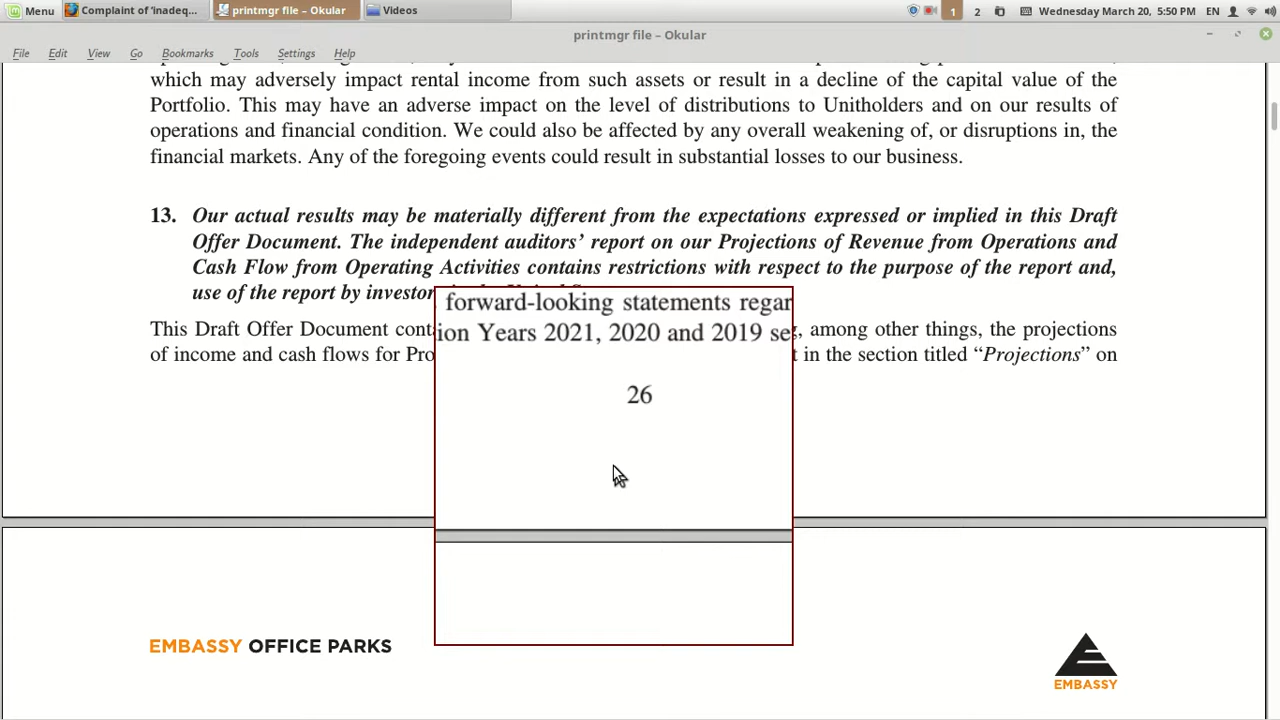 Menu
Complaint of 'inadeq...
printmgr file – Okular
Videos
1
2
Wednesday March 20, 5:50 PM
EN
printmgr file – Okular
File Edit View Go Bookmarks Tools Settings Help
which may adversely impact rental income from such assets or result in a decline of the capital value of the
Portfolio. This may have an adverse impact on the level of distributions to Unitholders and on our results of
operations and financial condition. We could also be affected by any overall weakening of, or disruptions in, the
financial markets. Any of the foregoing events could result in substantial losses to our business.
13. Our actual results may be materially different from the expectations expressed or implied in this Draft
Offer Document. The independent auditors' report on our Projections of Revenue from Operations and
Cash Flow from Operating Activities contains restrictions with respect to the purpose of the report and,
use of the report by investor
This Draft Offer Document cont forward-looking statements regar , among other things, the projections
of income and cash flows for Pro ion Years 2021, 2020 and 2019 se t in the section titled “Projections” on
26
EMBASSY OFFICE PARKS
EMBASSY